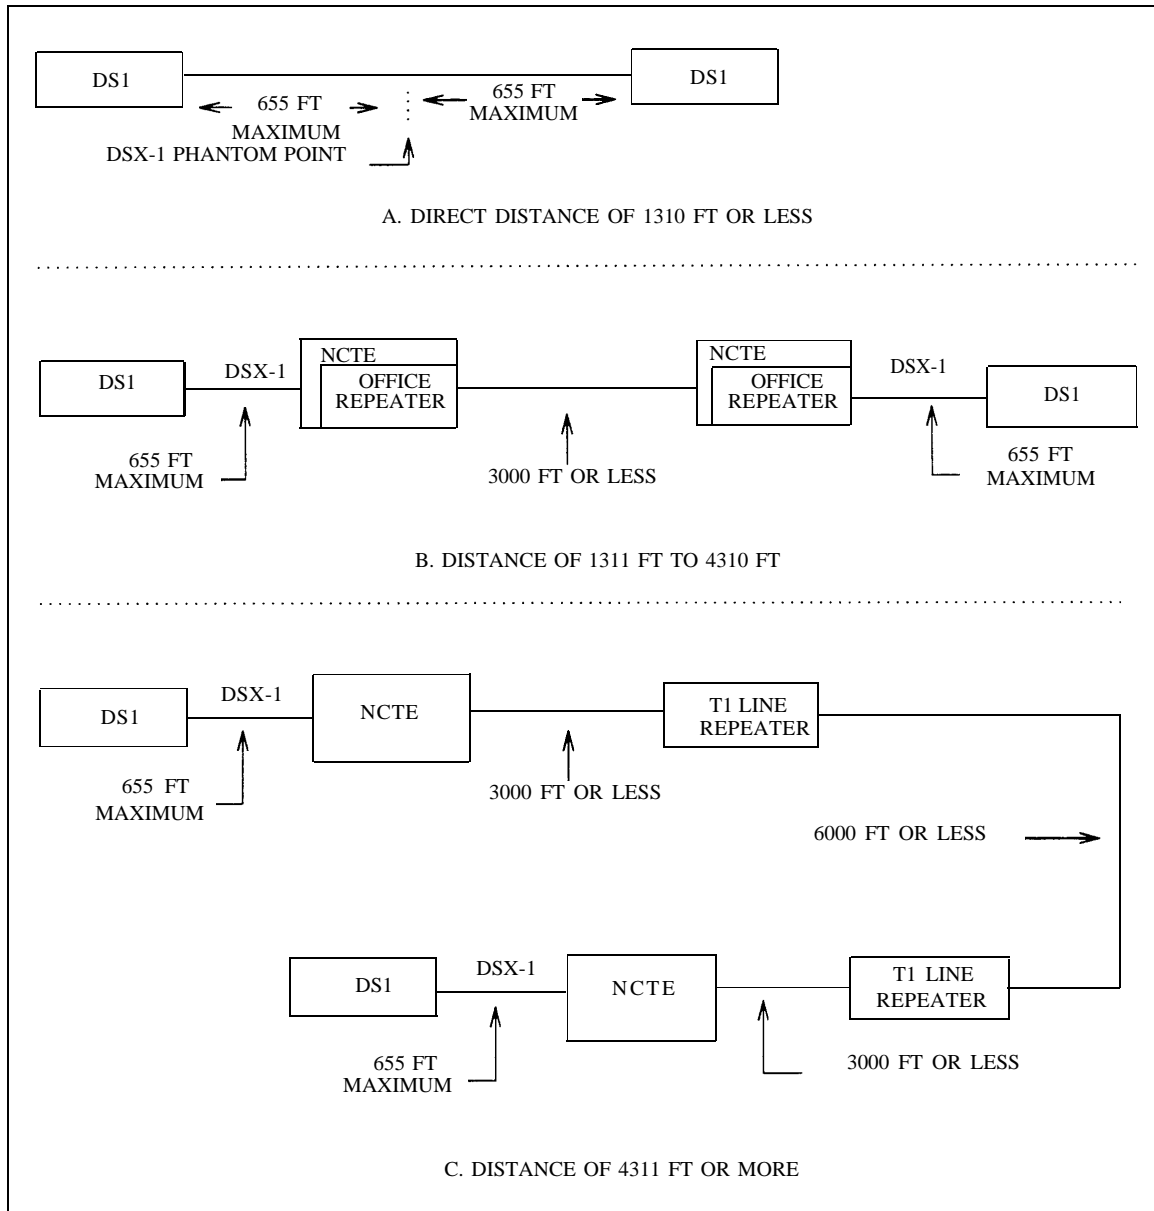 DS1
DS1
655 FT
MAXIMUM
655 FT
MAXIMUM
DSX-1 PHANTOM POINT
A. DIRECT DISTANCE OF 1310 FT OR LESS
DS1
DSX-1
NCTE
OFFICE
REPEATER
NCTE
OFFICE
REPEATER
DSX-1
DS1
655 FT
MAXIMUM
3000 FT OR LESS
655 FT
MAXIMUM
B. DISTANCE OF 1311 FT TO 4310 FT
DS1
DSX-1
NCTE
T1 LINE
REPEATER
655 FT
MAXIMUM
3000 FT OR LESS
6000 FT OR LESS
DS1
DSX-1
NCTE
T1 LINE
REPEATER
655 FT
MAXIMUM
3000 FT OR LESS
C. DISTANCE OF 4311 FT OR MORE